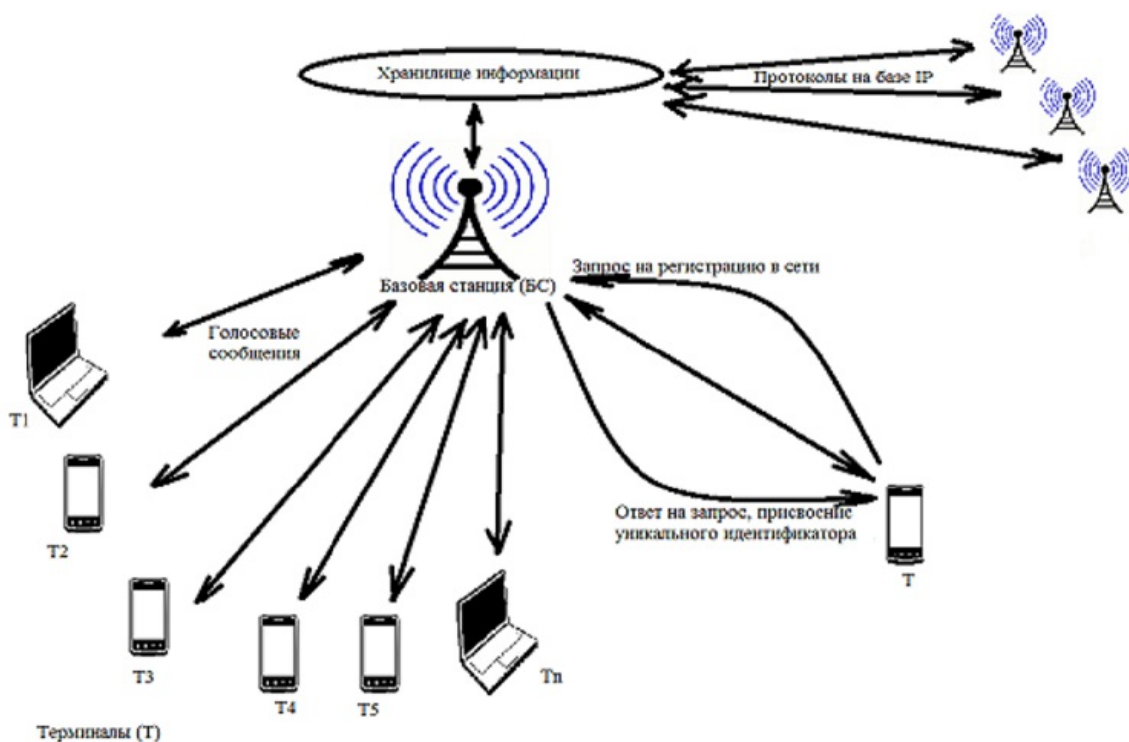 Хранилище информации
Протоколы на базе IP
Базовая станция (БС)
Запрос на регистрацию в сети
Голосовые
сообщения
T1
T2
T3
T4
T5
Tn
Ответ на запрос, присвоение
уникального идентификатора
T
Терминалы (Т)